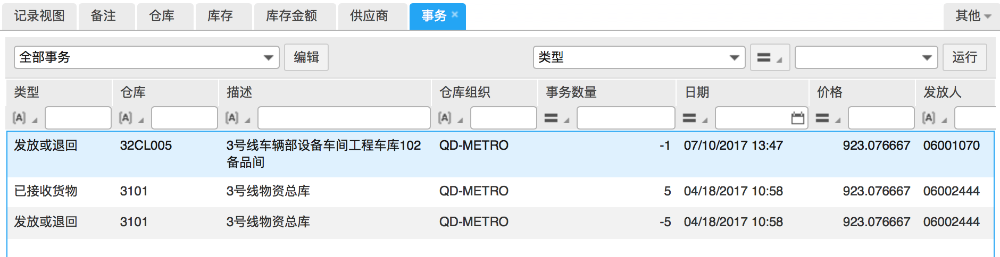 记录视图 备注 仓库 库存 库存金额 供应商 事务 × 其他
全部事务 编辑 类型 = 运行
类型 仓库 描述 仓库组织 事务数量 日期 价格 发放人
[A] [A] [A] [A] = = = [A]
发放或退回 32CL005 3号线车辆部设备车间工程车库102 QD-METRO -1 07/10/2017 13:47 923.076667 06001070
备品间
已接收货物 3101 3号线物资总库 QD-METRO 5 04/18/2017 10:58 923.076667 06002444
发放或退回 3101 3号线物资总库 QD-METRO -5 04/18/2017 10:58 923.076667 06002444